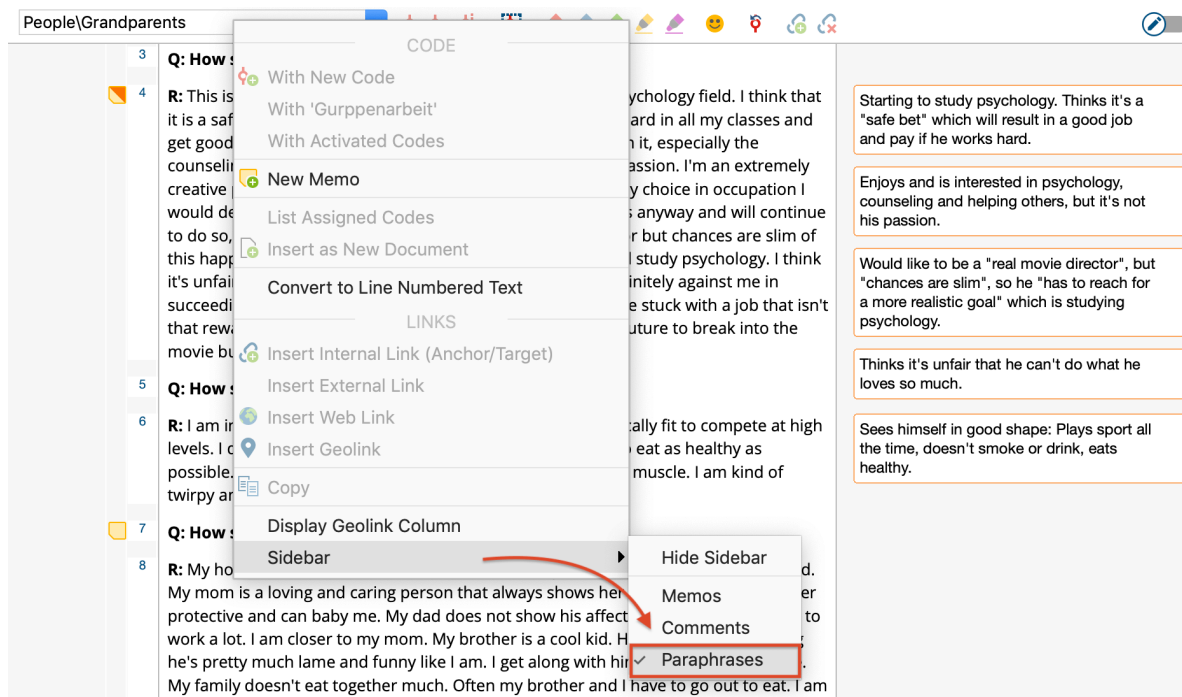 People\Grandparents
3
Q: How s
4
R: This is ychology field. I think that
it is a saf ard in all my classes and
get good n it, especially the
counseli assion. I'm an extremely
creative y choice in occupation I
would de s anyway and will continue
to do so, r but chances are slim of
this happ l study psychology. I think
it's unfai initely against me in
succeedi e stuck with a job that isn't
that rewa uture to break into the
movie bu
5
Q: How s
6
R: I am in cally fit to compete at high
levels. I eat as healthy as
possible. muscle. I am kind of
twirpy an
7
Q: How s
8
R: My ho d.
My mom is a loving and caring person that always shows her er
protective and can baby me. My dad does not show his affect to
work a lot. I am closer to my mom. My brother is a cool kid. H
he's pretty much lame and funny like I am. I get along with him
My family doesn't eat together much. Often my brother and I have to go out to eat. I am
CODE
With New Code
With 'Gurppenarbeit'
With Activated Codes
New Memo
List Assigned Codes
Insert as New Document
Convert to Line Numbered Text
LINKS
Insert Internal Link (Anchor/Target)
Insert External Link
Insert Web Link
Insert Geolink
Copy
Display Geolink Column
Sidebar
Hide Sidebar
Memos
Comments
Paraphrases
Starting to study psychology. Thinks it's a
"safe bet" which will result in a good job
and pay if he works hard.
Enjoys and is interested in psychology,
counseling and helping others, but it's not
his passion.
Would like to be a "real movie director", but
"chances are slim", so he "has to reach for
a more realistic goal" which is studying
psychology.
Thinks it's unfair that he can't do what he
loves so much.
Sees himself in good shape: Plays sport all
the time, doesn't smoke or drink, eats
healthy.